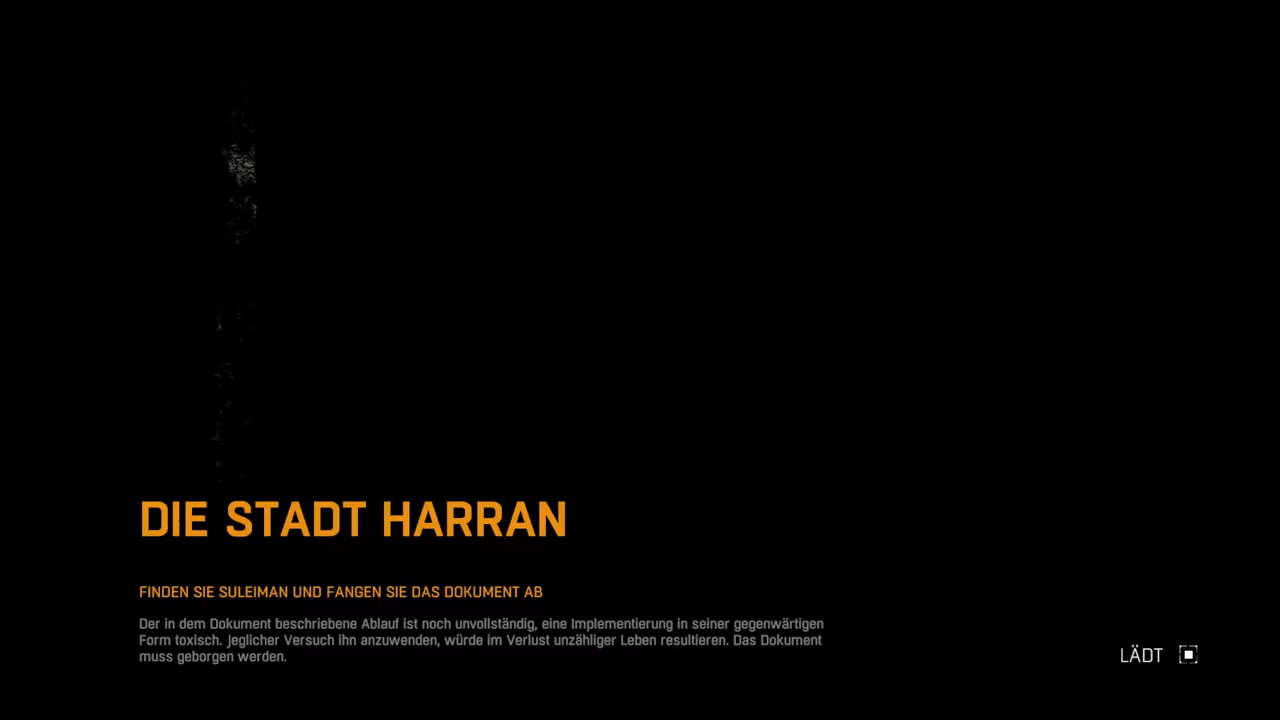 DIE STADT HARRAN
FINDEN SIE SULEIMAN UND FANGEN SIE DAS DOKUMENT AB
Der in dem Dokument beschriebene Ablauf ist noch unvollständig, eine Implementierung in seiner gegenwärtigen
Form toxisch. Jeglicher Versuch ihn anzuwenden, würde im Verlust unzähliger Leben resultieren. Das Dokument
muss geborgen werden.
LÄDT